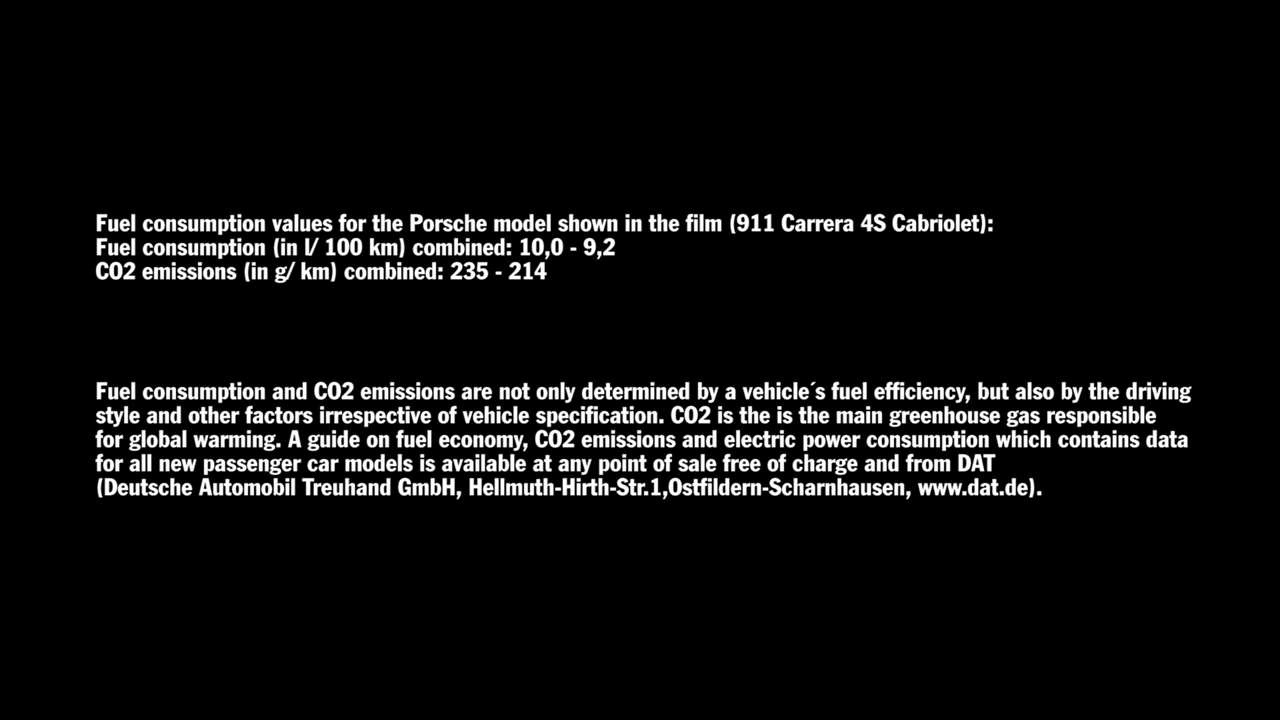 Fuel consumption values for the Porsche model shown in the film (911 Carrera 4S Cabriolet):
Fuel consumption (in l/ 100 km) combined: 10,0 - 9,2
CO2 emissions (in g/ km) combined: 235 - 214
Fuel consumption and CO2 emissions are not only determined by a vehicle´s fuel efficiency, but also by the driving
style and other factors irrespective of vehicle specification. CO2 is the is the main greenhouse gas responsible
for global warming. A guide on fuel economy, CO2 emissions and electric power consumption which contains data
for all new passenger car models is available at any point of sale free of charge and from DAT
(Deutsche Automobil Treuhand GmbH, Hellmuth-Hirth-Str.1,Ostfildern-Scharnhausen, www.dat.de).